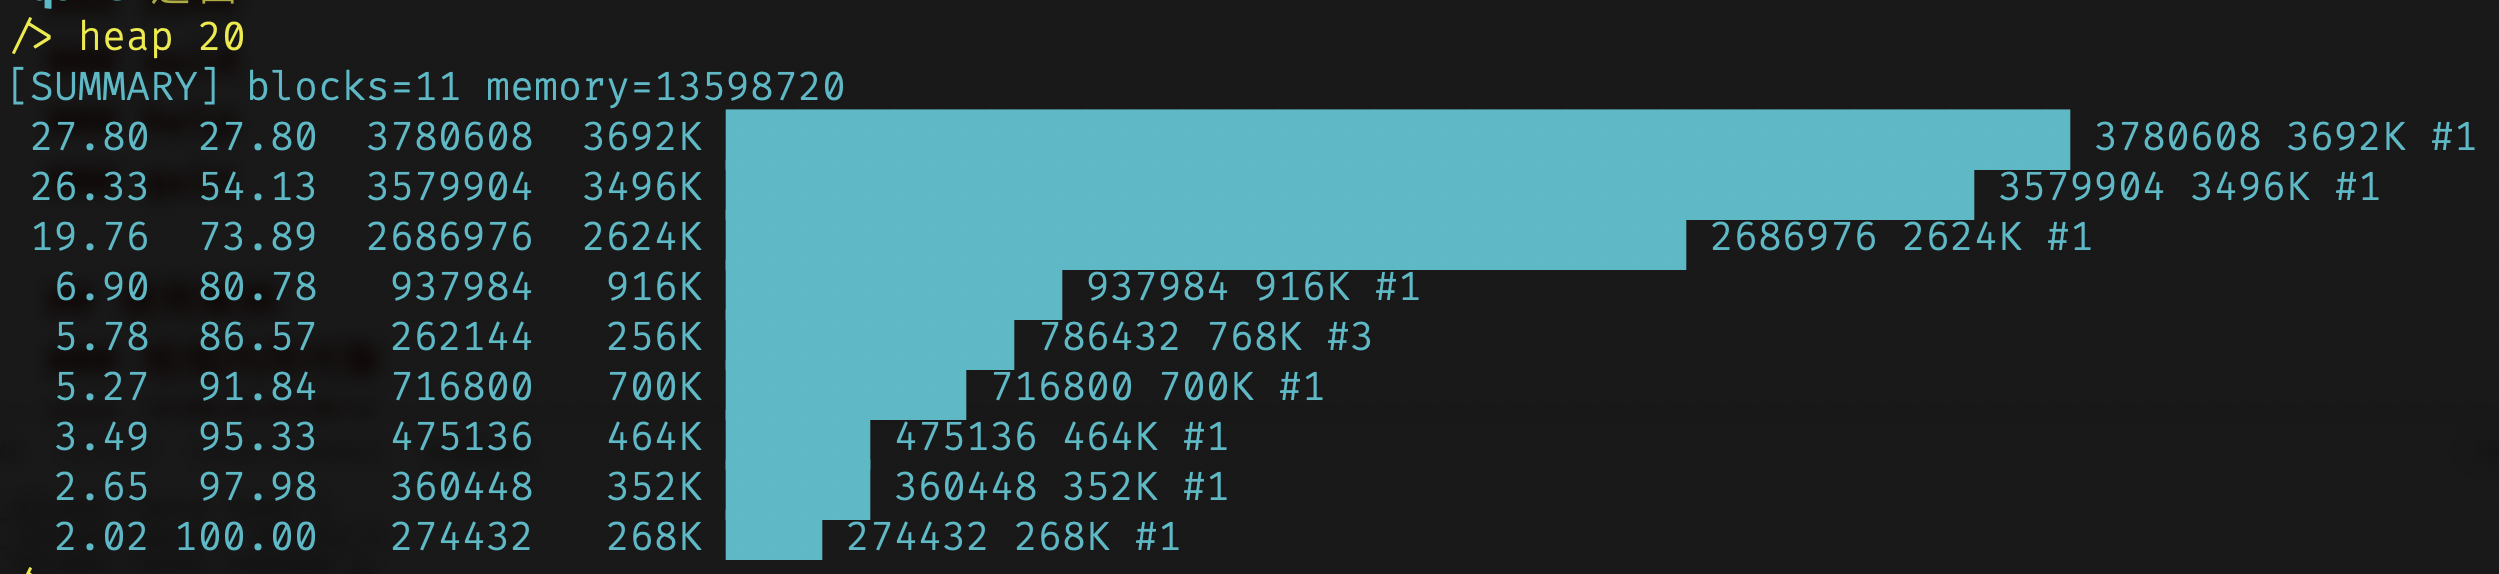 /> heap 20
[SUMMARY] blocks=11 memory=13598720
27.80 27.80 3780608 3692K 3780608 3692K #1
26.33 54.13 3579904 3496K 3579904 3496K #1
19.76 73.89 2686976 2624K 2686976 2624K #1
6.90 80.78 937984 916K 937984 916K #1
5.78 86.57 262144 256K 786432 768K #3
5.27 91.84 716800 700K 716800 700K #1
3.49 95.33 475136 464K 475136 464K #1
2.65 97.98 360448 352K 360448 352K #1
2.02 100.00 274432 268K 274432 268K #1